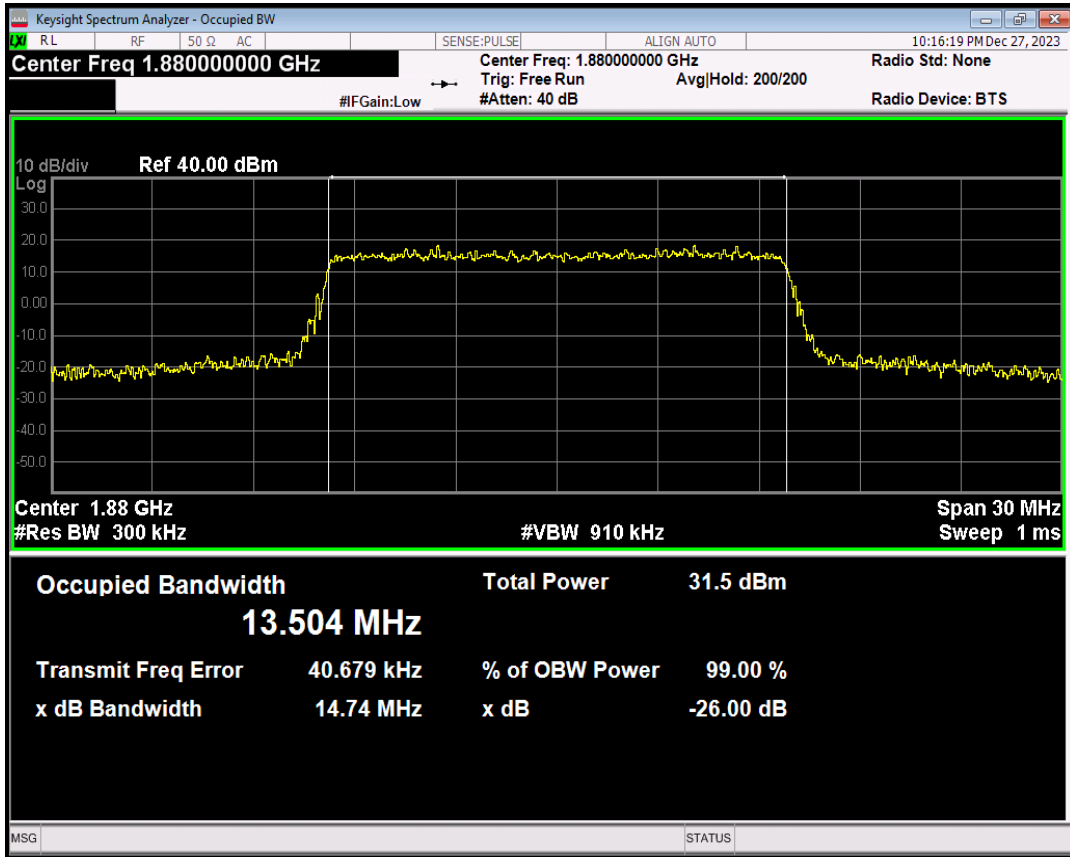 Keysight Spectrum Analyzer - Occupied BW
LXI RL RF 50 Ω AC SENSE:PULSE ALIGN AUTO 10:16:19 PM Dec 27, 2023
Center Freq 1.880000000 GHz Center Freq: 1.880000000 GHz Radio Std: None
Trig: Free Run Avg|Hold: 200/200
#IFGain:Low #Atten: 40 dB Radio Device: BTS
10 dB/div Ref 40.00 dBm
Log
30.0
20.0
10.0
0.00
-10.0
-20.0
-30.0
-40.0
-50.0
Center 1.88 GHz Span 30 MHz
#Res BW 300 kHz #VBW 910 kHz Sweep 1 ms
Occupied Bandwidth Total Power 31.5 dBm
13.504 MHz
Transmit Freq Error 40.679 kHz % of OBW Power 99.00 %
x dB Bandwidth 14.74 MHz x dB -26.00 dB
MSG STATUS